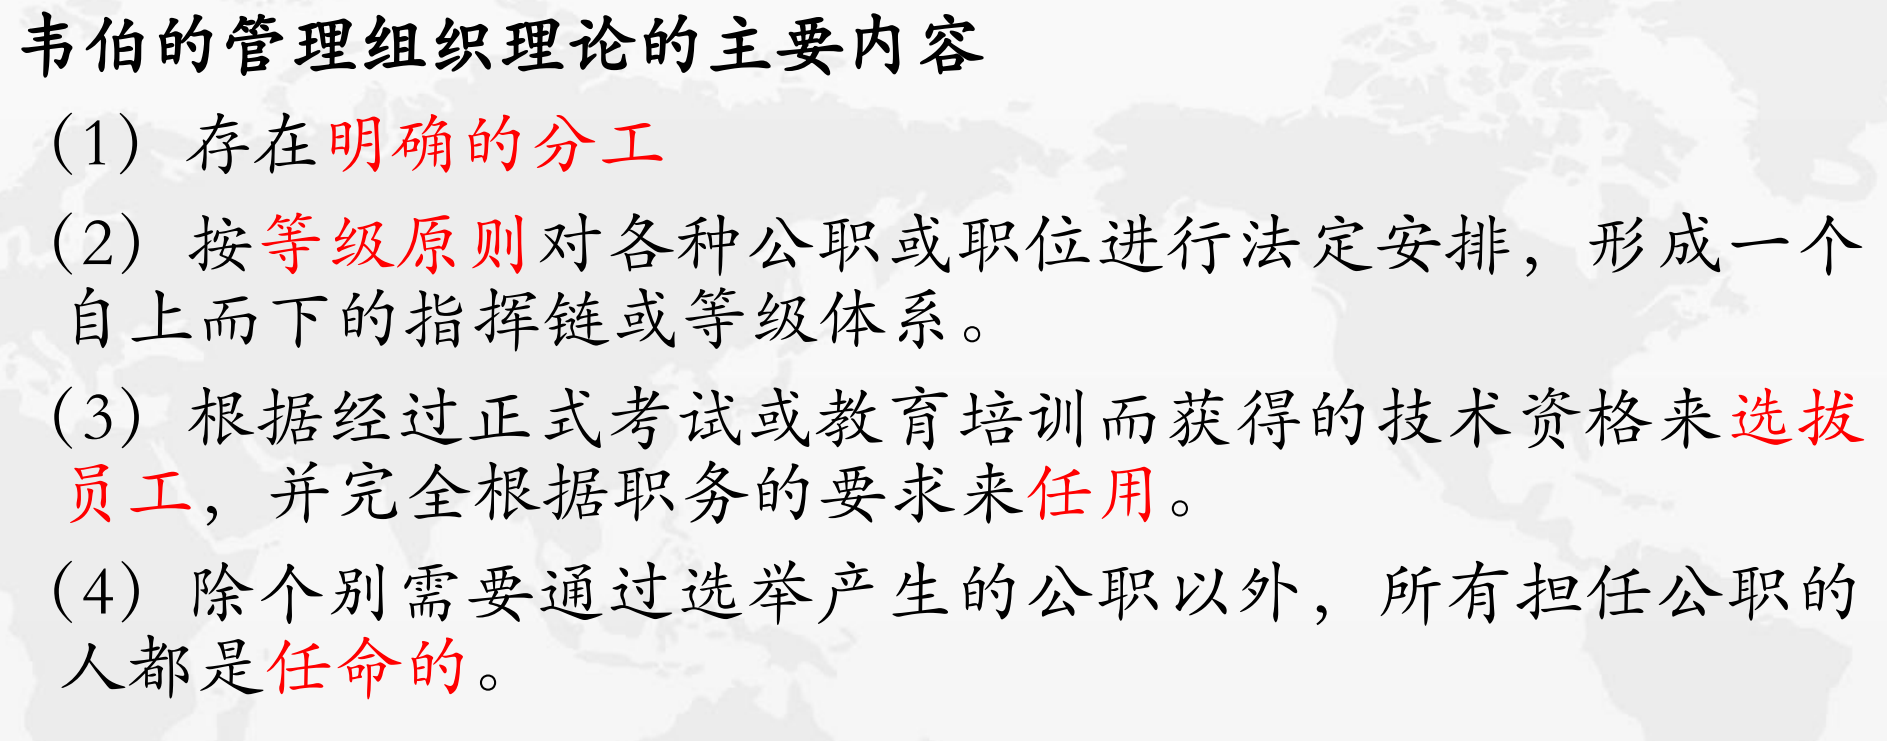 韦伯的管理组织理论的主要内容
（1）存在明确的分工
（2）按等级原则对各种公职或职位进行法定安排，形成一个
自上而下的指挥链或等级体系。
（3）根据经过正式考试或教育培训而获得的技术资格来选拔
员工，并完全根据职务的要求来任用。
（4）除个别需要通过选举产生的公职以外，所有担任公职的
人都是任命的。